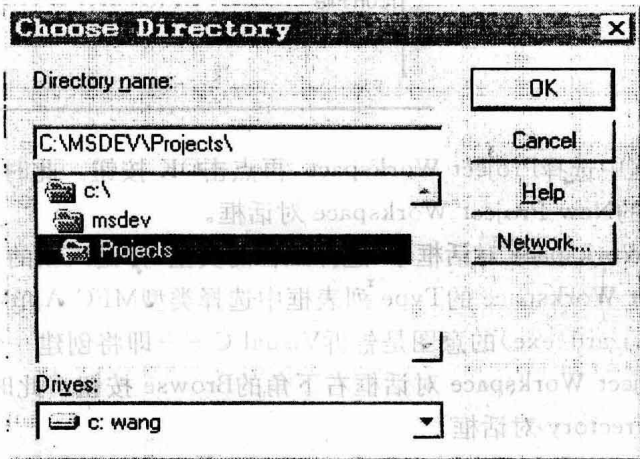 Choose Directory
Directory name:
OK
C:\MSDEV\Projects\
Cancel
c:\
Help
msdev
Projects
Network...
Drives:
c: wang